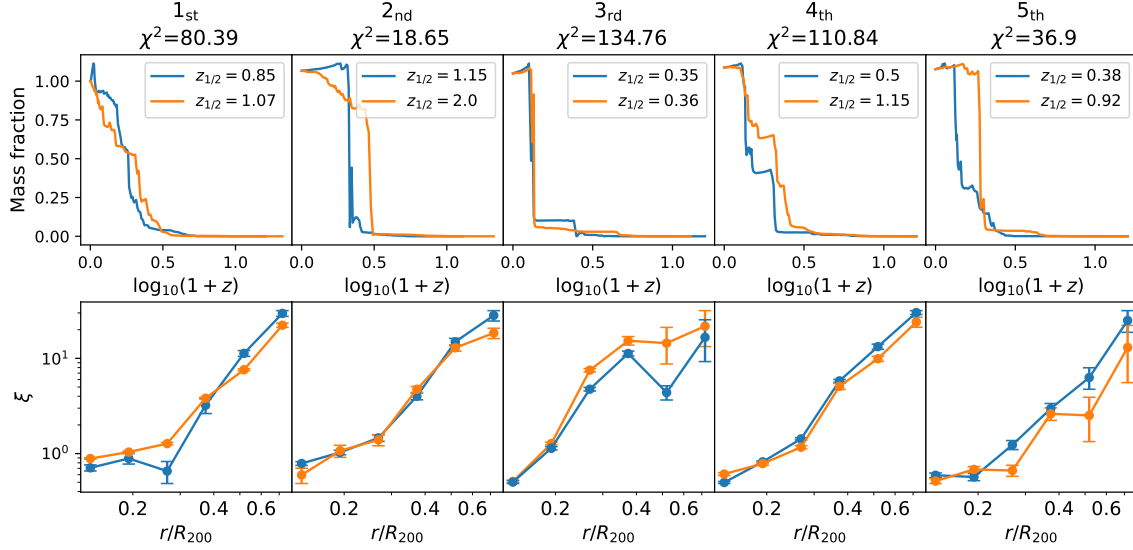 1st 2nd 3rd 4th 5th
χ²=80.39 χ²=18.65 χ²=134.76 χ²=110.84 χ²=36.9
Mass fraction
1.00
0.75
0.50
0.25
0.00
z1/2 = 0.85
z1/2 = 1.07
z1/2 = 1.15
z1/2 = 2.0
z1/2 = 0.35
z1/2 = 0.36
z1/2 = 0.5
z1/2 = 1.15
z1/2 = 0.38
z1/2 = 0.92
0.0 0.5 1.0 0.0 0.5 1.0 0.0 0.5 1.0 0.0 0.5 1.0 0.0 0.5 1.0
log10(1 + z) log10(1 + z) log10(1 + z) log10(1 + z) log10(1 + z)
ξ
10¹
10⁰
0.2 0.4 0.6 0.2 0.4 0.6 0.2 0.4 0.6 0.2 0.4 0.6 0.2 0.4 0.6
r/R200 r/R200 r/R200 r/R200 r/R200